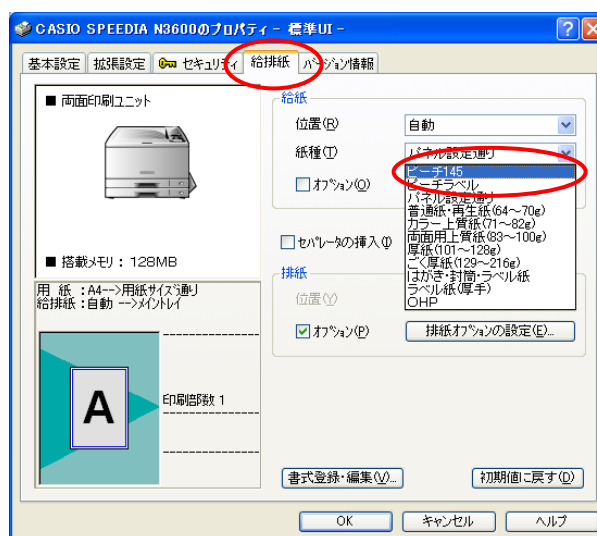 CASIO SPEEDIA N3600のプロパティ - 標準UI -
基本設定 拡張設定 セキュリティ 給排紙 バージョン情報
■ 両面印刷ユニット
■ 搭載メモリ: 128MB
用 紙 :A4-->用紙サイズ通り
給排紙:自動 -->メイントレイ
A
印刷倍数 1
給紙
位置(R) 自動
紙種(T) パネル設定通り
ピーチ145
ピーチラベル
パネル設定通り
普通紙・再生紙(64~70g)
カラー上質紙(71~82g)
両面用上質紙(83~100g)
厚紙(101~128g)
ごく厚紙(129~216g)
はがき・封筒・ラベル紙
ラベル紙(厚手)
OHP
オプション(O)
セパレータの挿入(I)
排紙
位置(Y)
オプション(P) 排紙オプションの設定(E)...
書式登録・編集(V)... 初期値に戻す(D)
OK キャンセル ヘルプ